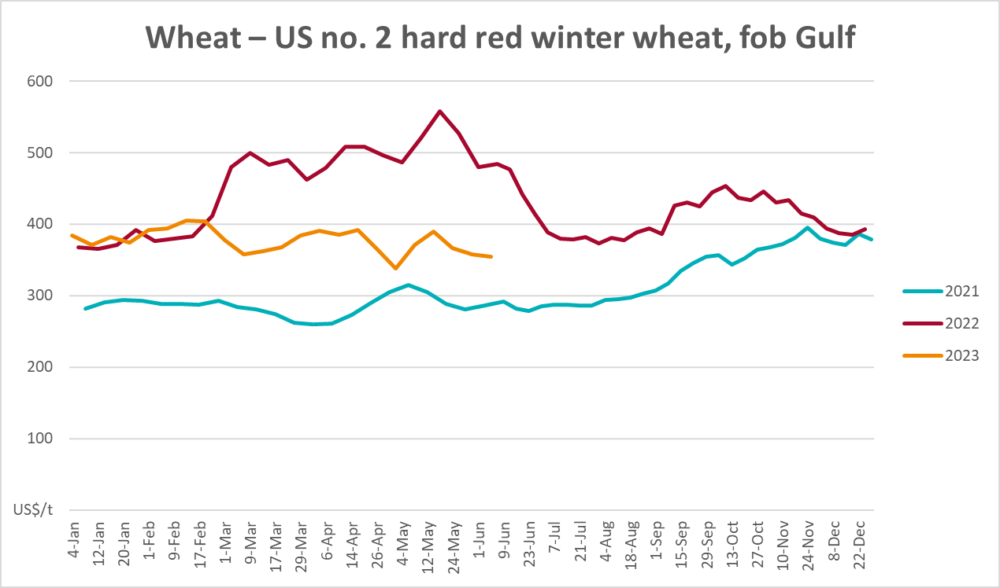 Wheat – US no. 2 hard red winter wheat, fob Gulf
600
500
400
300
200
100
US$/t
4-Jan
12-Jan
20-Jan
1-Feb
9-Feb
17-Feb
1-Mar
9-Mar
17-Mar
29-Mar
6-Apr
14-Apr
26-Apr
4-May
12-May
24-May
1-Jun
9-Jun
23-Jun
7-Jul
21-Jul
4-Aug
18-Aug
1-Sep
15-Sep
29-Sep
13-Oct
27-Oct
10-Nov
24-Nov
8-Dec
22-Dec
2021
2022
2023